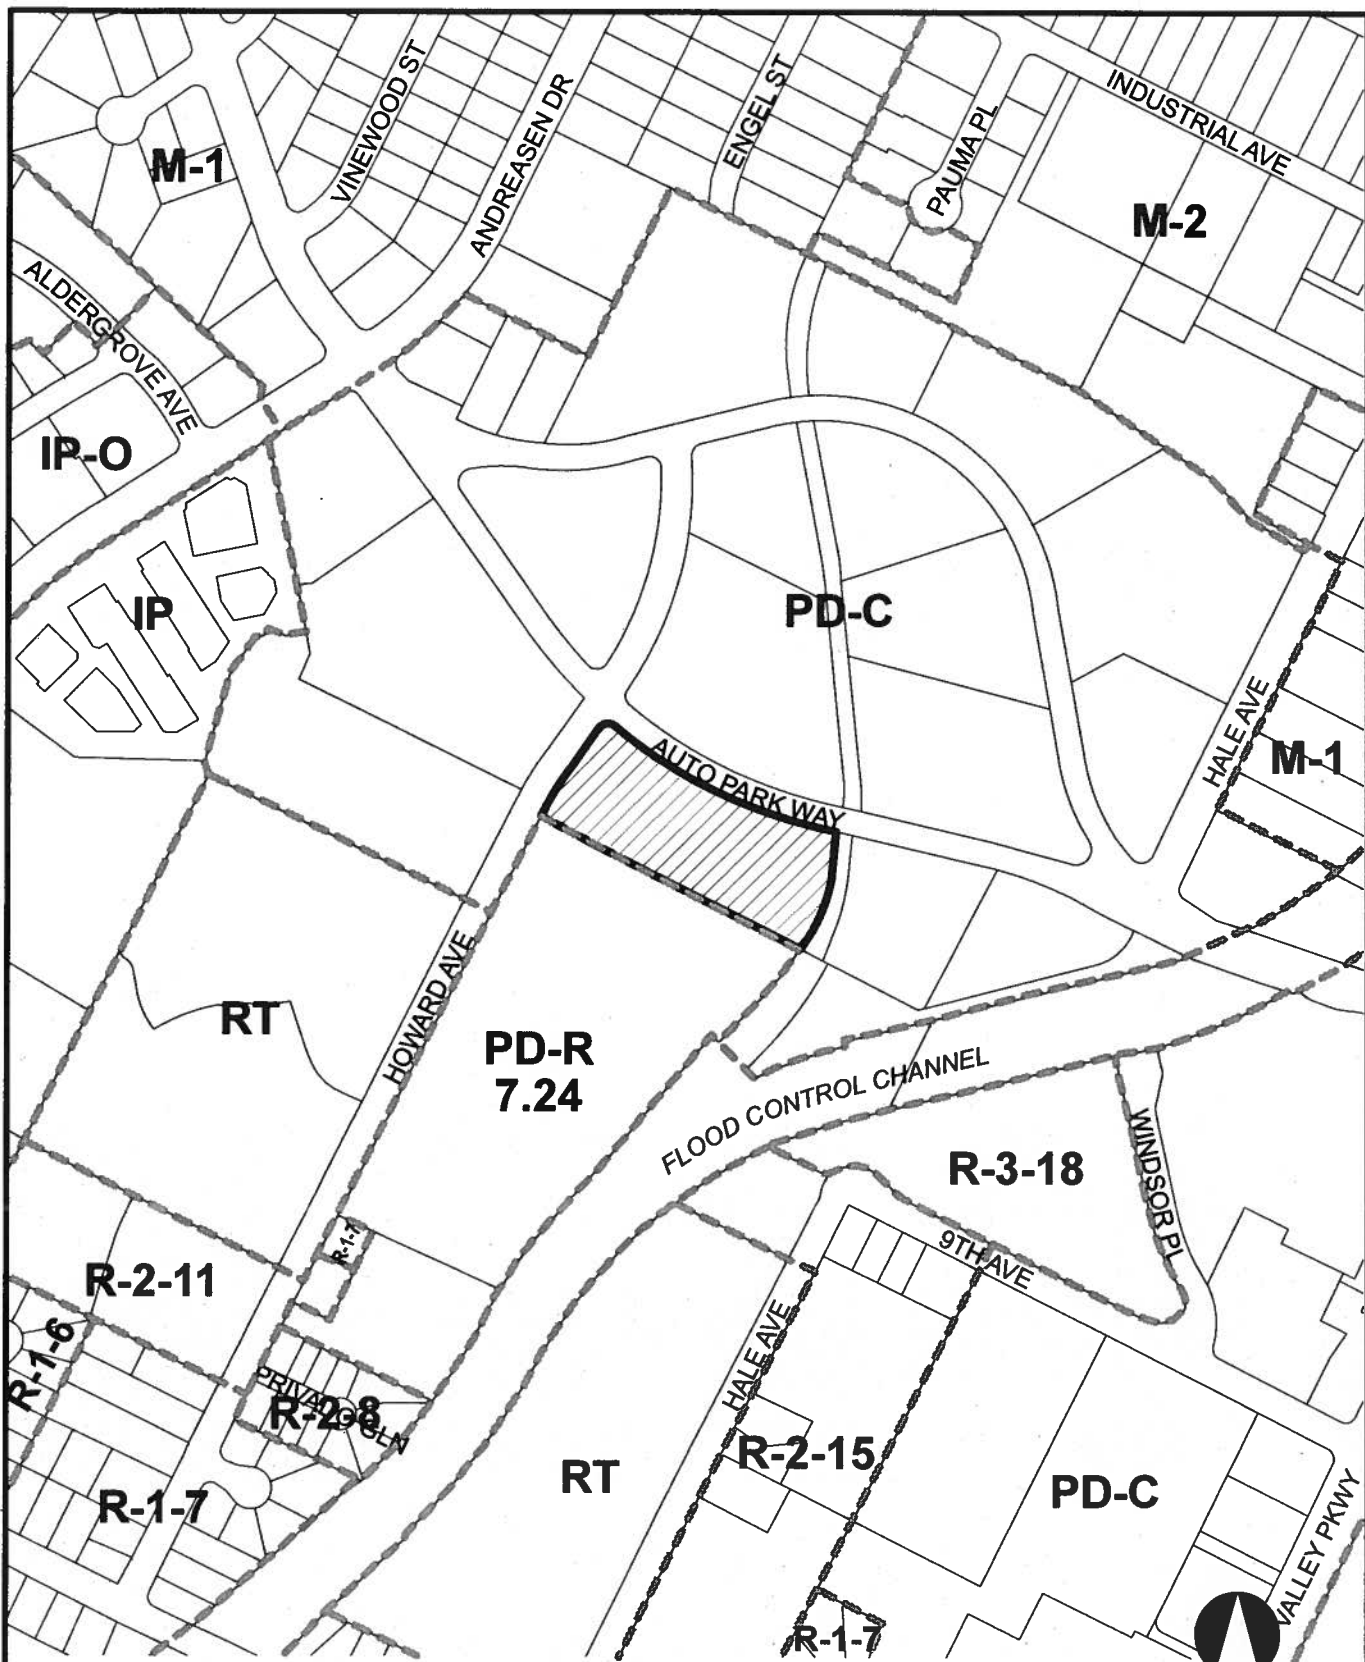 VINEWOOD ST
ANDREASEN DR
ENGEL ST
PAUMA PL
INDUSTRIAL AVE
M-1
M-2
ALDERGROVE AVE
IP-O
IP
PD-C
HALE AVE
M-1
AUTO PARK WAY
HOWARD AVE
RT
PD-R
7.24
FLOOD CONTROL CHANNEL
R-3-18
WINDSOR PL
R-1-7
9TH AVE
R-2-11
R-1-6
HALE AVE
R-2-8
R-2-15
RT
PD-C
R-1-7
VALLEY PKWY
R-1-7